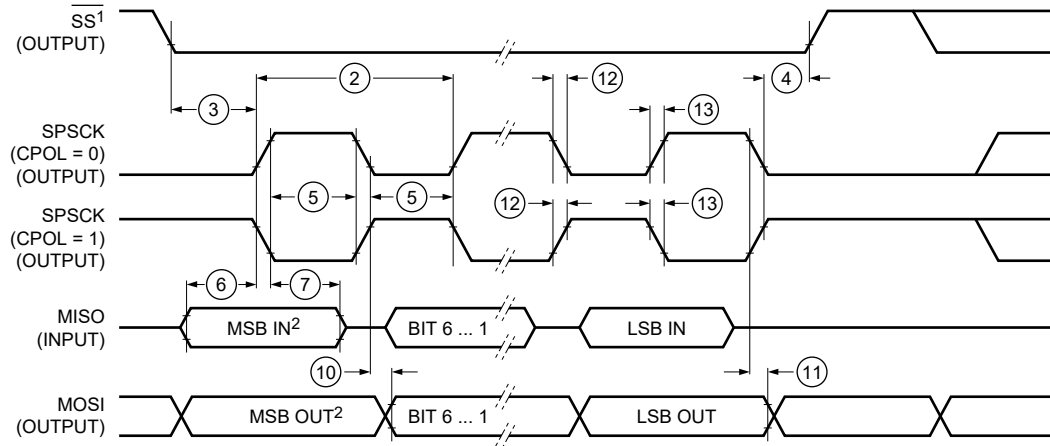 SS¹
(OUTPUT)
2
12
4
3
13
SPSCK
(CPOL = 0)
(OUTPUT)
5
5
12
13
SPSCK
(CPOL = 1)
(OUTPUT)
6
7
MISO
(INPUT)
MSB IN²
BIT 6 ... 1
LSB IN
10
11
MOSI
(OUTPUT)
MSB OUT²
BIT 6 ... 1
LSB OUT